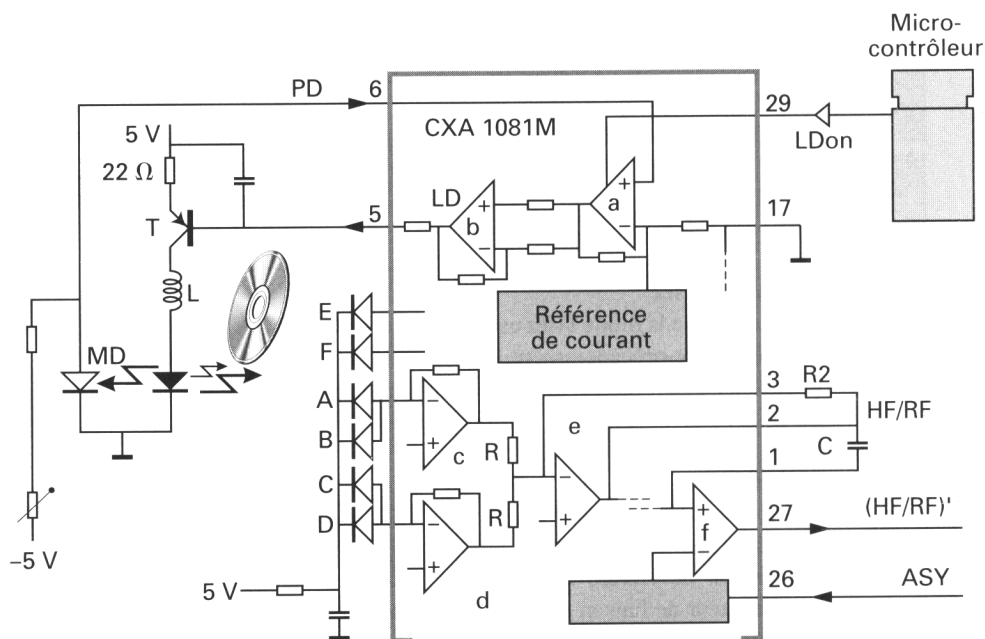 Micro-
contrôleur
PD
6
29
CXA 1081M
LDon
5 V
22 Ω
T
LD
b
+
−
a
+
−
5
17
L
Référence
de courant
E
F
MD
A
B
C
D
−
+
c
R
e
3
R2
2
HF/RF
C
1
−
+
R
−
+
d
+
f
−
27
(HF/RF)'
26
ASY
−5 V
5 V